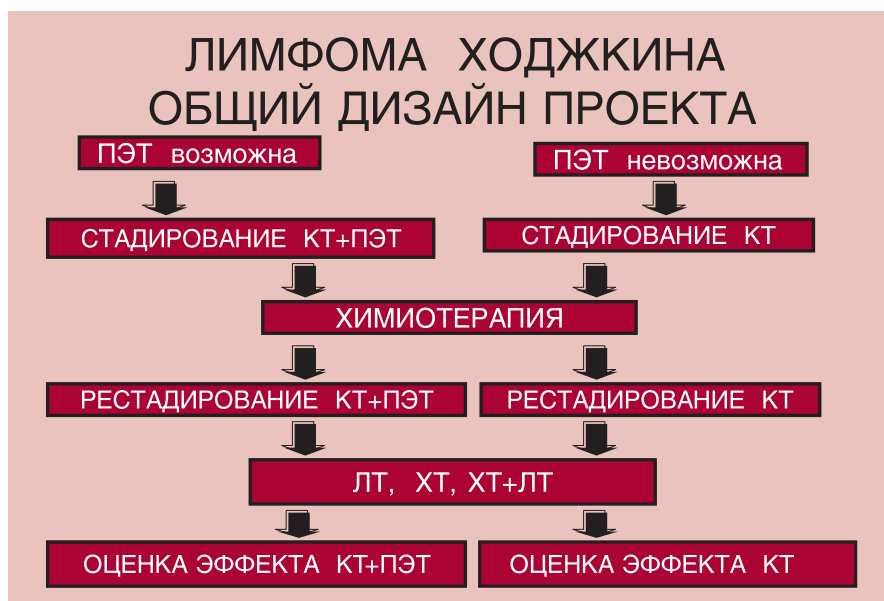 ЛИМФОМА ХОДЖКИНА
ОБЩИЙ ДИЗАЙН ПРОЕКТА
ПЭТ возможна
ПЭТ невозможна
СТАДИРОВАНИЕ КТ+ПЭТ
СТАДИРОВАНИЕ КТ
ХИМИОТЕРАПИЯ
РЕСТАДИРОВАНИЕ КТ+ПЭТ
РЕСТАДИРОВАНИЕ КТ
ЛТ, ХТ, ХТ+ЛТ
ОЦЕНКА ЭФФЕКТА КТ+ПЭТ
ОЦЕНКА ЭФФЕКТА КТ